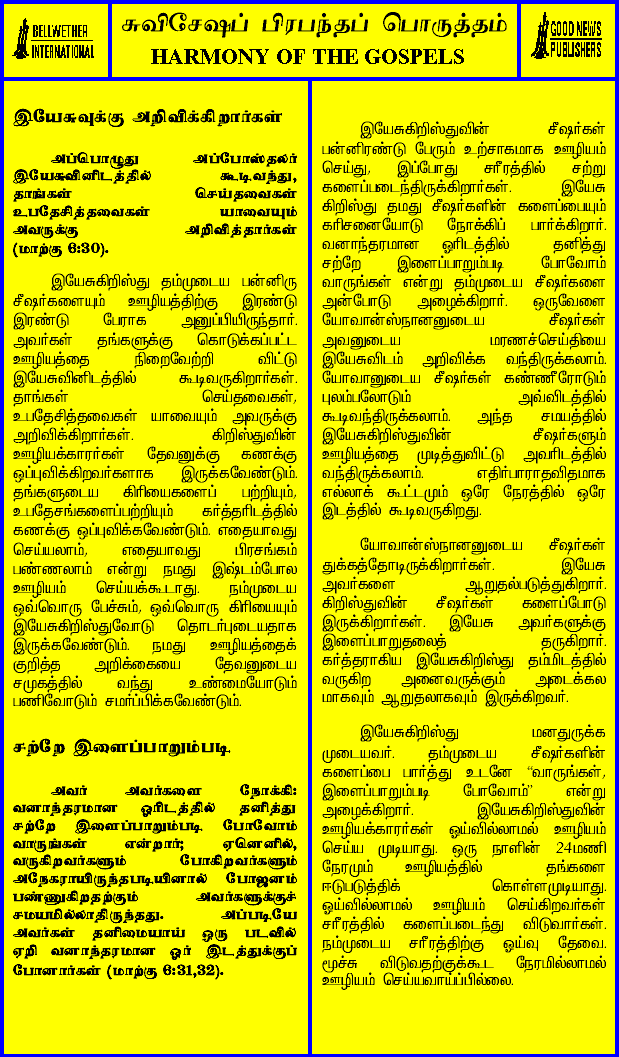 BELLWETHER
INTERNATIONAL
சுவிசேஷப் பிரபந்தப் பொருத்தம்
HARMONY OF THE GOSPELS
GOOD NEWS
PUBLISHERS
இயேசுவுக்கு அறிவிக்கிறார்கள்
அப்பொழுது அப்போஸ்தலர்
இயேசுவினிடத்தில் கூடிவந்து,
தாங்கள் செய்தவைகள்
உபதேசித்தவைகள் யாவையும்
அவருக்கு அறிவித்தார்கள்
(மாற்கு 6:30).
இயேசுகிறிஸ்து தம்முடைய பன்னிரு
சீஷர்களையும் ஊழியத்திற்கு இரண்டு
இரண்டு பேராக அனுப்பியிருந்தார்.
அவர்கள் தங்களுக்கு கொடுக்கப்பட்ட
ஊழியத்தை நிறைவேற்றி விட்டு
இயேசுவினிடத்தில் கூடிவருகிறார்கள்.
தாங்கள் செய்தவைகள்,
உபதேசித்தவைகள் யாவையும் அவருக்கு
அறிவிக்கிறார்கள். கிறிஸ்துவின்
ஊழியக்காரர்கள் தேவனுக்கு கணக்கு
ஒப்புவிக்கிறவர்களாக இருக்கவேண்டும்.
தங்களுடைய கிரியைகளைப் பற்றியும்,
உபதேசங்களைப்பற்றியும் கர்த்தரிடத்தில்
கணக்கு ஒப்புவிக்கவேண்டும். எதையாவது
செய்யலாம், எதையாவது பிரசங்கம்
பண்ணலாம் என்று நமது இஷ்டம்போல
ஊழியம் செய்யக்கூடாது. நம்முடைய
ஒவ்வொரு பேச்சும், ஒவ்வொரு கிரியையும்
இயேசுகிறிஸ்துவோடு தொடர்புடையதாக
இருக்கவேண்டும். நமது ஊழியத்தைக்
குறித்த அறிக்கையை தேவனுடைய
சமுகத்தில் வந்து உண்மையோடும்
பணிவோடும் சமர்ப்பிக்கவேண்டும்.
சற்றே இளைப்பாறும்படி
அவர் அவர்களை நோக்கி:
வனாந்தரமான ஓரிடத்தில் தனித்து
சற்றே இளைப்பாறும்படி போவோம்
வாருங்கள் என்றார்; ஏனெனில்,
வருகிறவர்களும் போகிறவர்களும்
அநேகராயிருந்தபடியினால் போஜனம்
பண்ணுகிறதற்கும் அவர்களுக்குச்
சமயமில்லாதிருந்தது. அப்படியே
அவர்கள் தனிமையாய் ஒரு படவில்
ஏறி வனாந்தரமான ஓர் இடத்துக்குப்
போனார்கள் (மாற்கு 6:31,32).
இயேசுகிறிஸ்துவின் சீஷர்கள்
பன்னிரண்டு பேரும் உற்சாகமாக ஊழியம்
செய்து, இப்போது சரீரத்தில் சற்று
களைப்படைந்திருக்கிறார்கள். இயேசு
கிறிஸ்து தமது சீஷர்களின் களைப்பையும்
கரிசனையோடு நோக்கிப் பார்க்கிறார்.
வனாந்தரமான ஓரிடத்தில் தனித்து
சற்றே இளைப்பாறும்படி போவோம்
வாருங்கள் என்று தம்முடைய சீஷர்களை
அன்போடு அழைக்கிறார். ஒருவேளை
யோவான்ஸ்நானனுடைய சீஷர்கள்
அவனுடைய மரணச்செய்தியை
இயேசுவிடம் அறிவிக்க வந்திருக்கலாம்.
யோவானுடைய சீஷர்கள் கண்ணீரோடும்
புலம்பலோடும் அவ்விடத்தில்
கூடிவந்திருக்கலாம். அந்த சமயத்தில்
இயேசுகிறிஸ்துவின் சீஷர்களும்
ஊழியத்தை முடித்துவிட்டு அவரிடத்தில்
வந்திருக்கலாம். எதிர்பாராதவிதமாக
எல்லாக் கூட்டமும் ஒரே நேரத்தில் ஒரே
இடத்தில் கூடிவருகிறது.
யோவான்ஸ்நானனுடைய சீஷர்கள்
துக்கத்தோடிருக்கிறார்கள். இயேசு
அவர்களை ஆறுதல்படுத்துகிறார்.
கிறிஸ்துவின் சீஷர்கள் களைப்போடு
இருக்கிறார்கள். இயேசு அவர்களுக்கு
இளைப்பாறுதலைத் தருகிறார்.
கர்த்தராகிய இயேசுகிறிஸ்து தம்மிடத்தில்
வருகிற அனைவருக்கும் அடைக்கல
மாகவும் ஆறுதலாகவும் இருக்கிறவர்.
இயேசுகிறிஸ்து மனதுருக்க
முடையவர். தம்முடைய சீஷர்களின்
களைப்பை பார்த்து உடனே “வாருங்கள்,
இளைப்பாறும்படி போவோம்” என்று
அழைக்கிறார். இயேசுகிறிஸ்துவின்
ஊழியக்காரர்கள் ஓய்வில்லாமல் ஊழியம்
செய்ய முடியாது. ஒரு நாளின் 24மணி
நேரமும் ஊழியத்தில் தங்களை
ஈடுபடுத்திக் கொள்ளமுடியாது.
ஓய்வில்லாமல் ஊழியம் செய்கிறவர்கள்
சரீரத்தில் களைப்படைந்து விடுவார்கள்.
நம்முடைய சரீரத்திற்கு ஓய்வு தேவை.
மூச்சு விடுவதற்குக்கூட நேரமில்லாமல்
ஊழியம் செய்யவாய்ப்பில்லை.